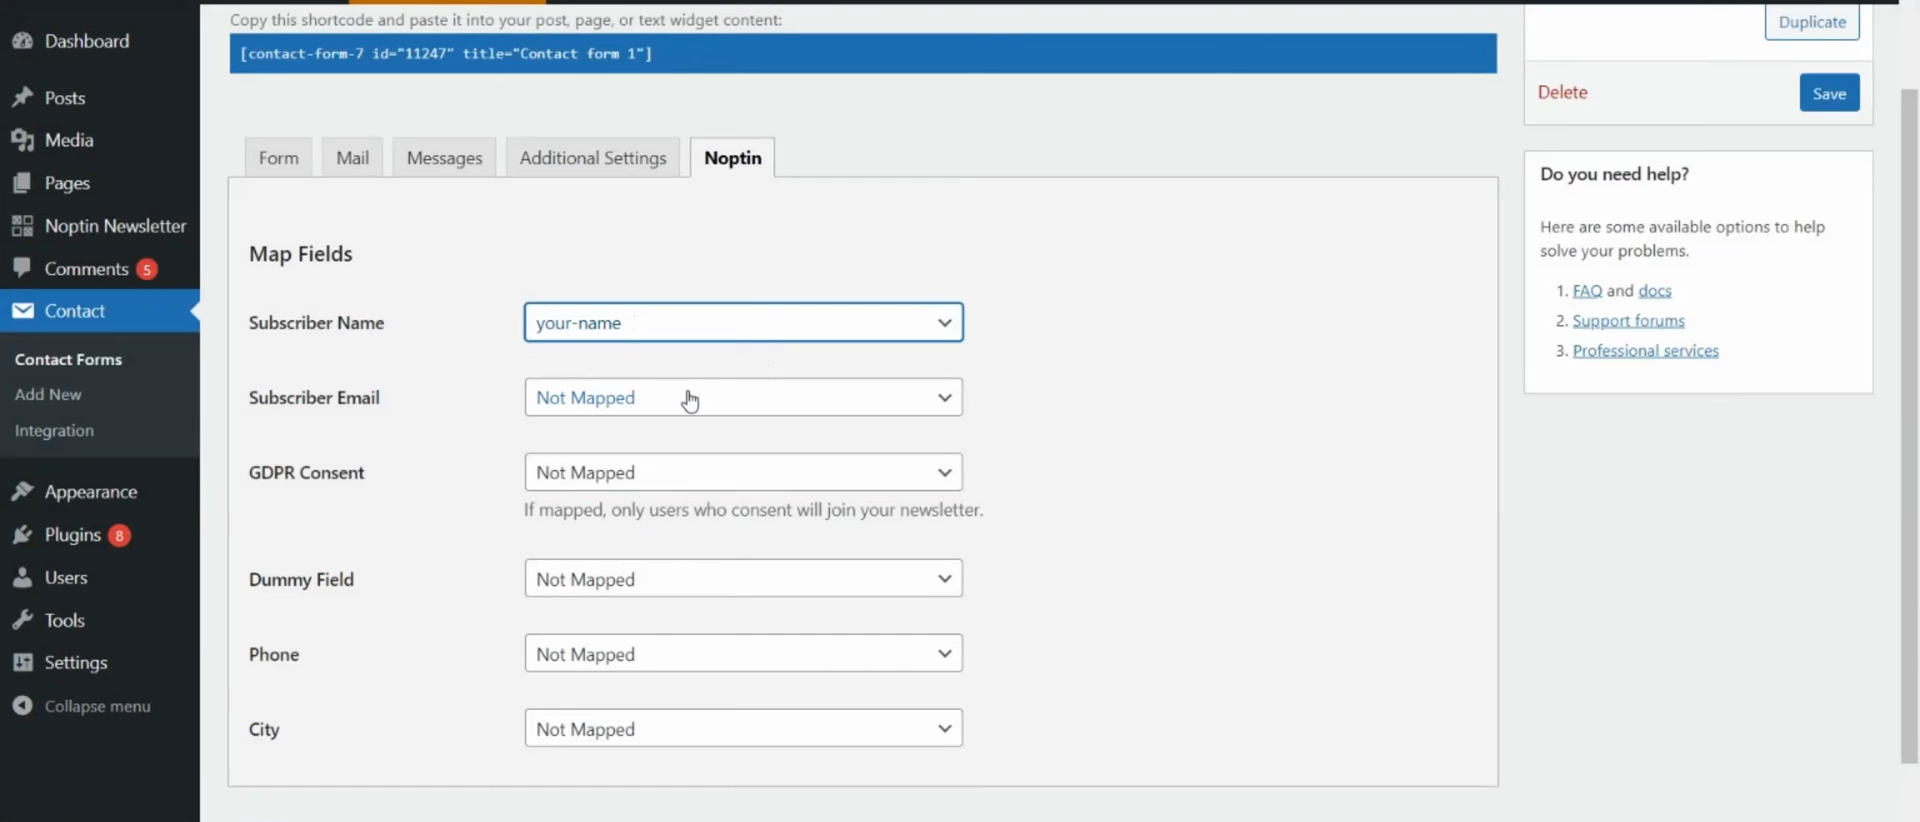 Dashboard
Posts
Media
Pages
Noptin Newsletter
Comments 5
Contact
Contact Forms
Add New
Integration
Appearance
Plugins 8
Users
Tools
Settings
Collapse menu
Copy this shortcode and paste it into your post, page, or text widget content:
[contact-form-7 id="11247" title="Contact form 1"]
Form Mail Messages Additional Settings Noptin
Map Fields
Subscriber Name your-name
Subscriber Email Not Mapped
GDPR Consent Not Mapped
If mapped, only users who consent will join your newsletter.
Dummy Field Not Mapped
Phone Not Mapped
City Not Mapped
Duplicate
Delete Save
Do you need help?
Here are some available options to help
solve your problems.
1. FAQ and docs
2. Support forums
3. Professional services